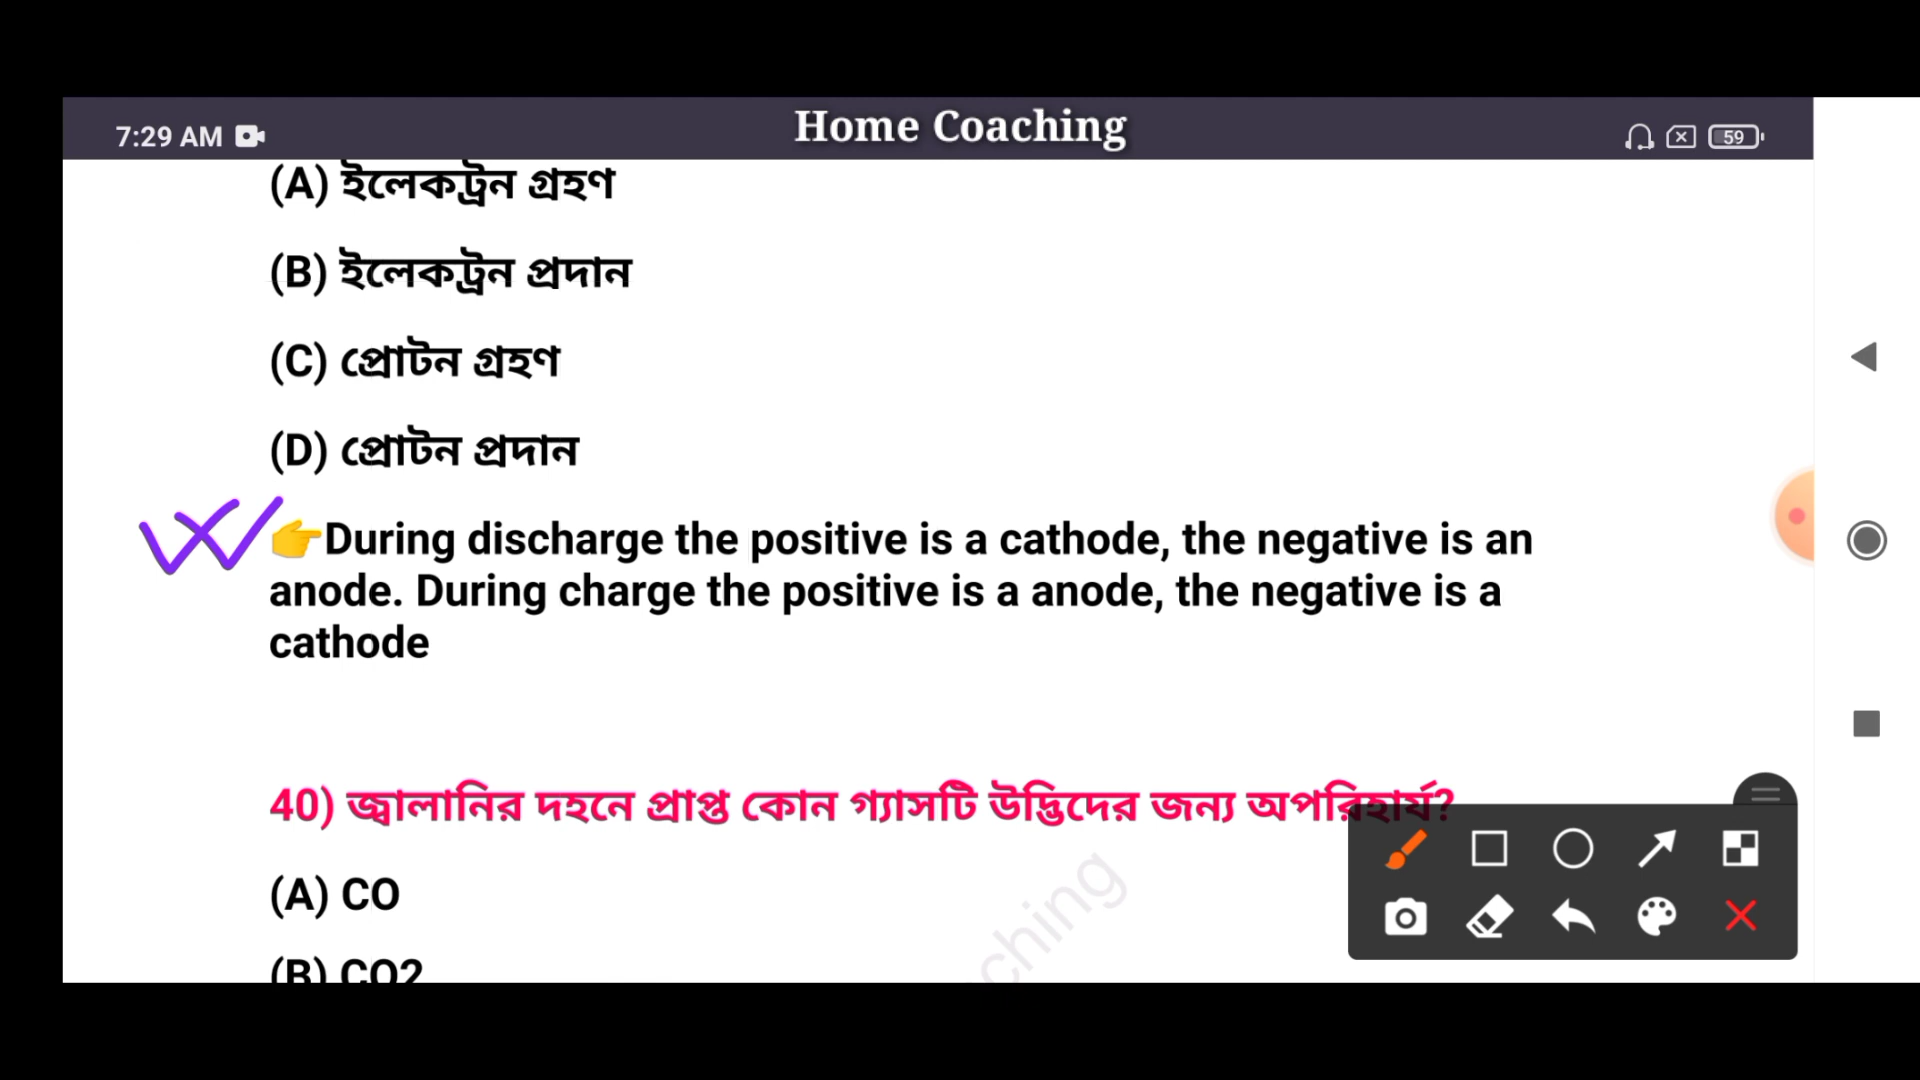 7:29 AM
Home Coaching
59
(A) ইলেকট্রন গ্রহণ
(B) ইলেকট্রন প্রদান
(C) প্রোটন গ্রহণ
(D) প্রোটন প্রদান
👉During discharge the positive is a cathode, the negative is an
anode. During charge the positive is a anode, the negative is a
cathode
40) জ্বালানির দহনে প্রাপ্ত কোন গ্যাসটি উদ্ভিদের জন্য অপরিহার্য?
(A) CO
ching
(B) CO2